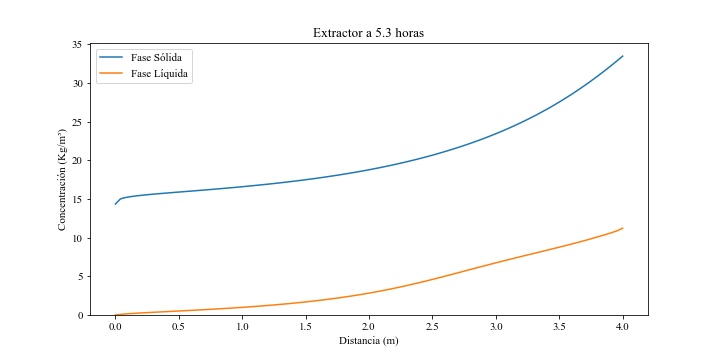 Extractor a 5.3 horas
Fase Sólida
Fase Líquida
Concentración (Kg/m³)
35
30
25
20
15
10
5
0
0.0 0.5 1.0 1.5 2.0 2.5 3.0 3.5 4.0
Distancia (m)